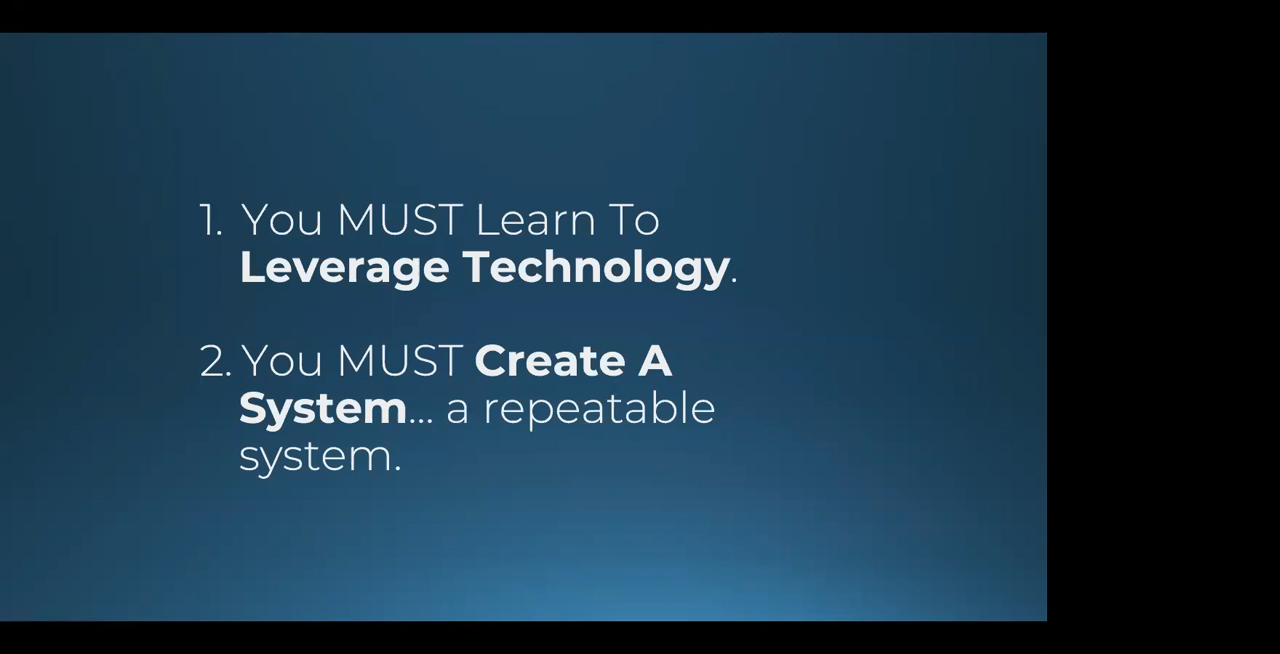 1. You MUST Learn To
Leverage Technology.
2. You MUST Create A
System... a repeatable
system.